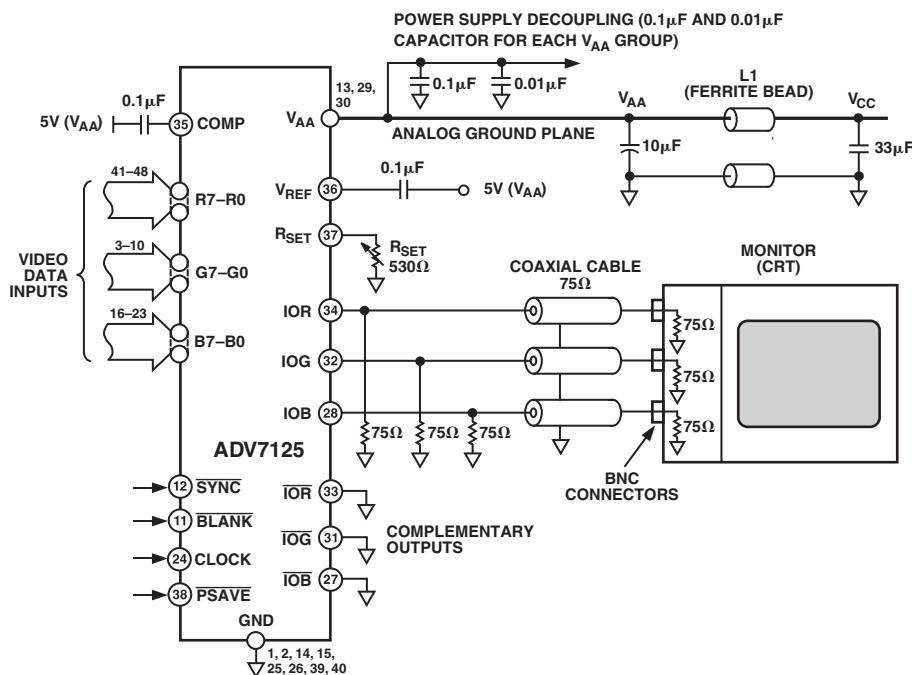 POWER SUPPLY DECOUPLING (0.1µF AND 0.01µF
CAPACITOR FOR EACH VAA GROUP)
0.1µF
0.01µF
L1
(FERRITE BEAD)
13, 29,
30
VAA
VAA
VCC
ANALOG GROUND PLANE
10µF
33µF
0.1µF
5V (VAA)
35
COMP
VREF
36
0.1µF
5V (VAA)
41–48
R7–R0
RSET
37
RSET
530Ω
VIDEO
DATA
INPUTS
3–10
G7–G0
16–23
B7–B0
COAXIAL CABLE
75Ω
MONITOR
(CRT)
IOR
34
75Ω
IOG
32
75Ω
IOB
28
75Ω
75Ω
75Ω
75Ω
ADV7125
BNC
CONNECTORS
12
SYNC
IOR
33
11
BLANK
IOG
31
COMPLEMENTARY
OUTPUTS
24
CLOCK
IOB
27
38
PSAVE
GND
1, 2, 14, 15,
25, 26, 39, 40